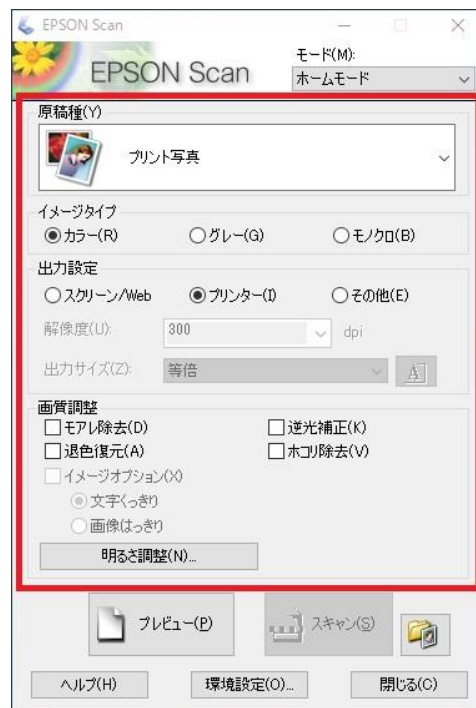 EPSON Scan
EPSON Scan
モード(M):
ホームモード
原稿種(Y)
プリント写真
イメージタイプ
カラー(R) グレー(G) モノクロ(B)
出力設定
スクリーン/Web プリンター(I) その他(E)
解像度(U): 300 dpi
出力サイズ(Z): 等倍 A
画質調整
モアレ除去(D) 逆光補正(K)
退色復元(A) ホコリ除去(V)
イメージオプション(X)
文字くっきり
画像はっきり
明るさ調整(N)...
プレビュー(P) スキャン(S)
ヘルプ(H) 環境設定(O)... 閉じる(C)